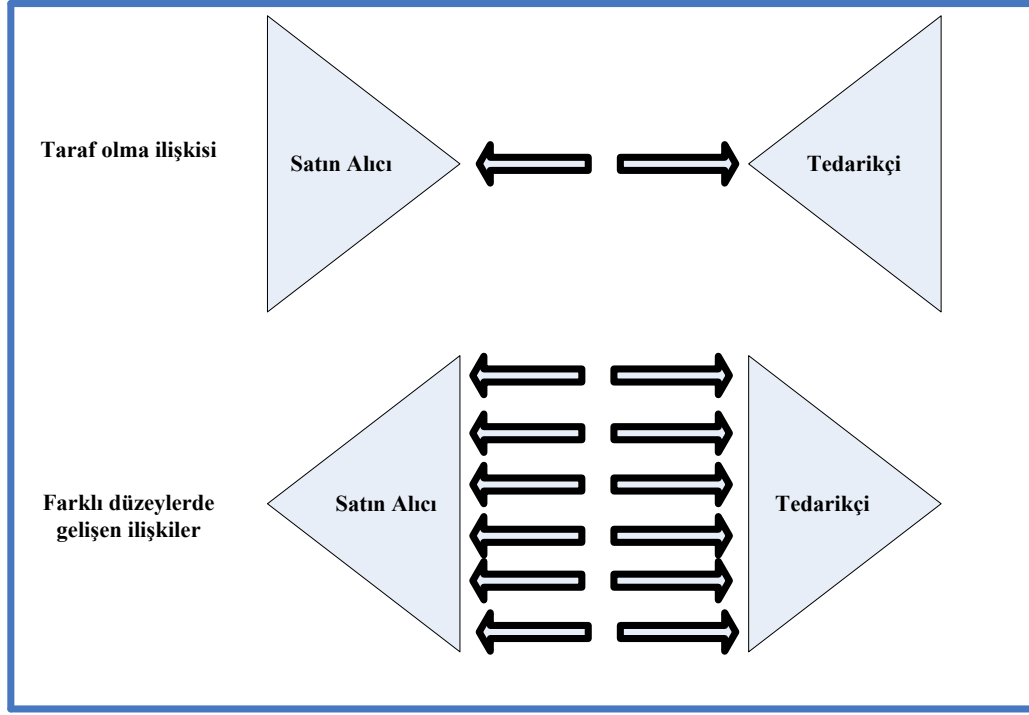 Taraf olma ilişkisi
Satın Alıcı
Tedarikçi
Farklı düzeylerde
gelişen ilişkiler
Satın Alıcı
Tedarikçi